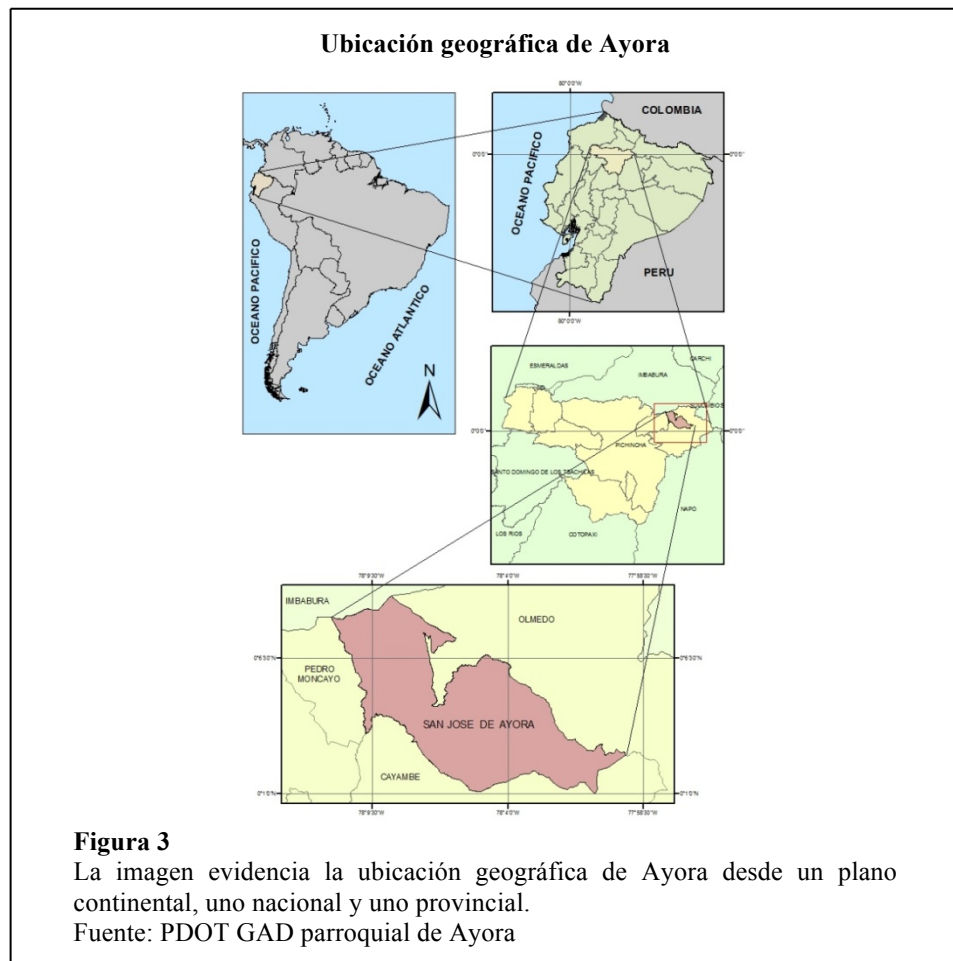 Ubicación geográfica de Ayora
OCEANO PACIFICO
OCEANO ATLANTICO
N
80°0'0"W
COLOMBIA
0°0'0"
0°0'0"
OCEANO PACIFICO
PERU
80°0'0"W
ESMERALDAS
CARCHI
IMBABURA
0°0'0"
PICHINCHA
SANTO DOMINGO DE LOS TSACHILAS
NAPO
LOS RIOS
COTOPAXI
78°9'30"W
78°4'0"W
77°58'30"W
IMBABURA
OLMEDO
0°6'30"N
0°6'30"N
PEDRO
MONCAYO
SAN JOSE DE AYORA
CAYAMBE
0°1'0"N
0°1'0"N
78°9'30"W
78°4'0"W
77°58'30"W
Figura 3
La imagen evidencia la ubicación geográfica de Ayora desde un plano
continental, uno nacional y uno provincial.
Fuente: PDOT GAD parroquial de Ayora